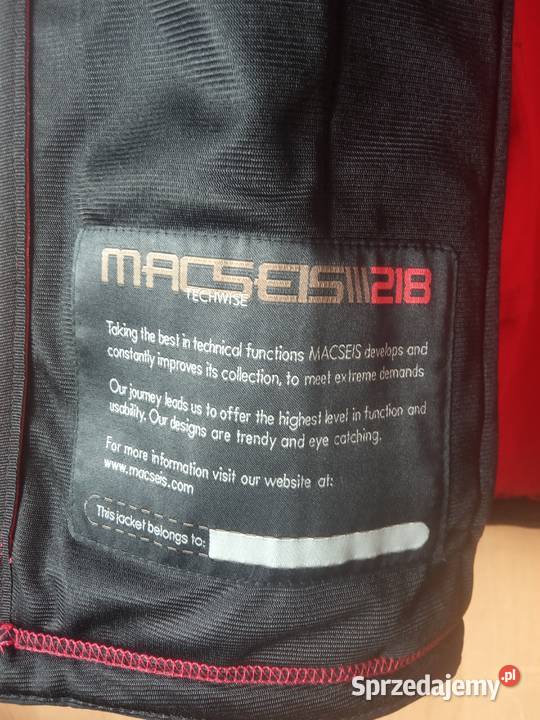 MACSEIS///218
TECHWISE
Taking the best in technical functions MACSEIS develops and
constantly improves its collection, to meet extreme demands
Our journey leads us to offer the highest level in function and
usability. Our designs are trendy and eye catching.
For more information visit our website at:
www.macseis.com
This jacket belongs to:
Sprzedajemy.pl